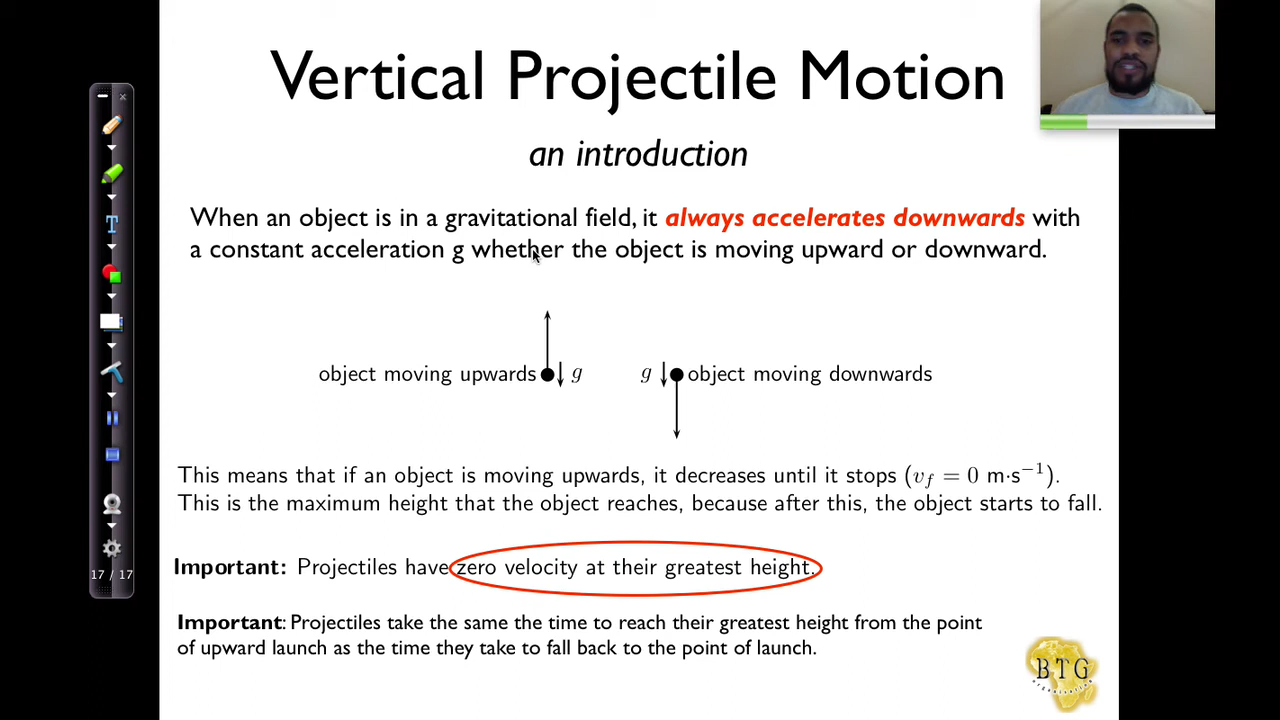 Vertical Projectile Motion
an introduction
When an object is in a gravitational field, it always accelerates downwards with
a constant acceleration g whether the object is moving upward or downward.
object moving upwards g g object moving downwards
This means that if an object is moving upwards, it decreases until it stops (v_f = 0 m·s⁻¹).
This is the maximum height that the object reaches, because after this, the object starts to fall.
Important: Projectiles have zero velocity at their greatest height.
17 / 17
Important: Projectiles take the same the time to reach their greatest height from the point
of upward launch as the time they take to fall back to the point of launch.
BTG